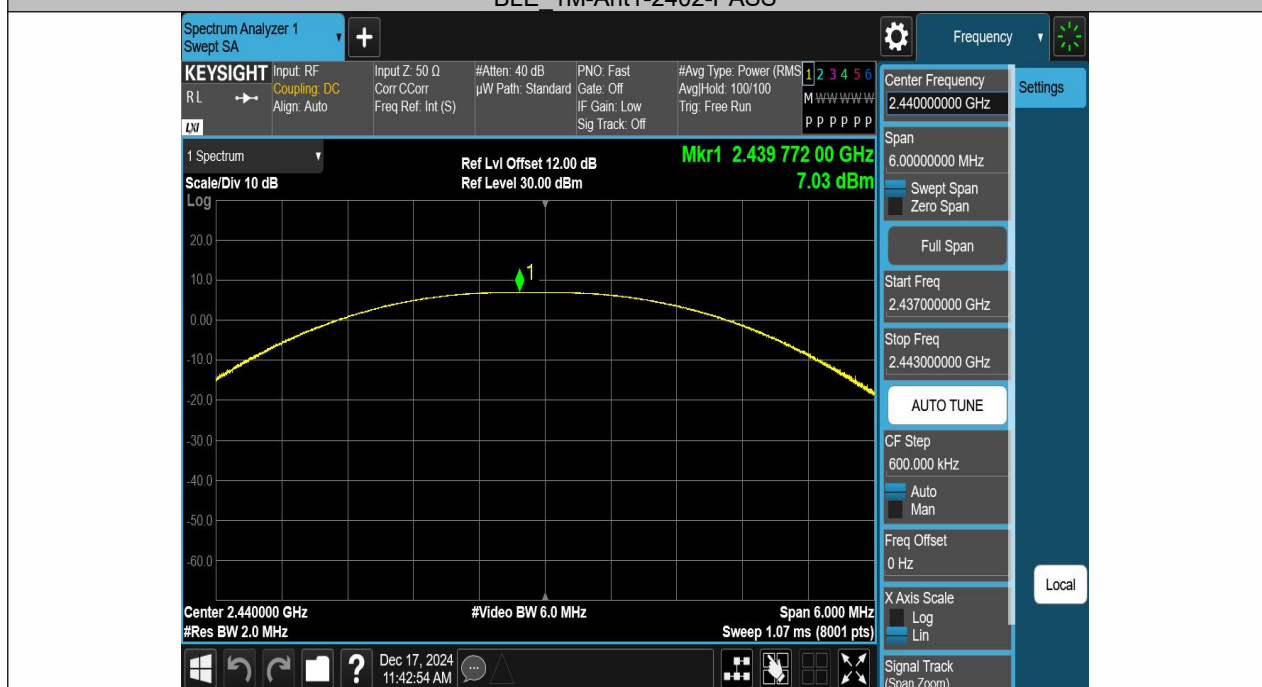 BLE_1M-Ant1-2402-PASS
Spectrum Analyzer 1
Swept SA
Frequency
KEYSIGHT
RL
LXI
Input: RF
Coupling: DC
Align: Auto
Input Z: 50 Ω
Corr CCorr
Freq Ref: Int (S)
#Atten: 40 dB
µW Path: Standard
PNO: Fast
Gate: Off
IF Gain: Low
Sig Track: Off
#Avg Type: Power (RMS
Avg|Hold: 100/100
Trig: Free Run
1 2 3 4 5 6
M W W W W W
P P P P P P
Center Frequency
2.440000000 GHz
Settings
Span
6.00000000 MHz
Swept Span
Zero Span
Full Span
Start Freq
2.437000000 GHz
Stop Freq
2.443000000 GHz
AUTO TUNE
CF Step
600.000 kHz
Auto
Man
Freq Offset
0 Hz
X Axis Scale
Log
Lin
Signal Track
(Span Zoom)
Local
1 Spectrum
Scale/Div 10 dB
Log
Ref Lvl Offset 12.00 dB
Ref Level 30.00 dBm
Mkr1 2.439 772 00 GHz
7.03 dBm
1
20.0
10.0
0.00
-10.0
-20.0
-30.0
-40.0
-50.0
-60.0
Center 2.440000 GHz
#Res BW 2.0 MHz
#Video BW 6.0 MHz
Span 6.000 MHz
Sweep 1.07 ms (8001 pts)
?
Dec 17, 2024
11:42:54 AM